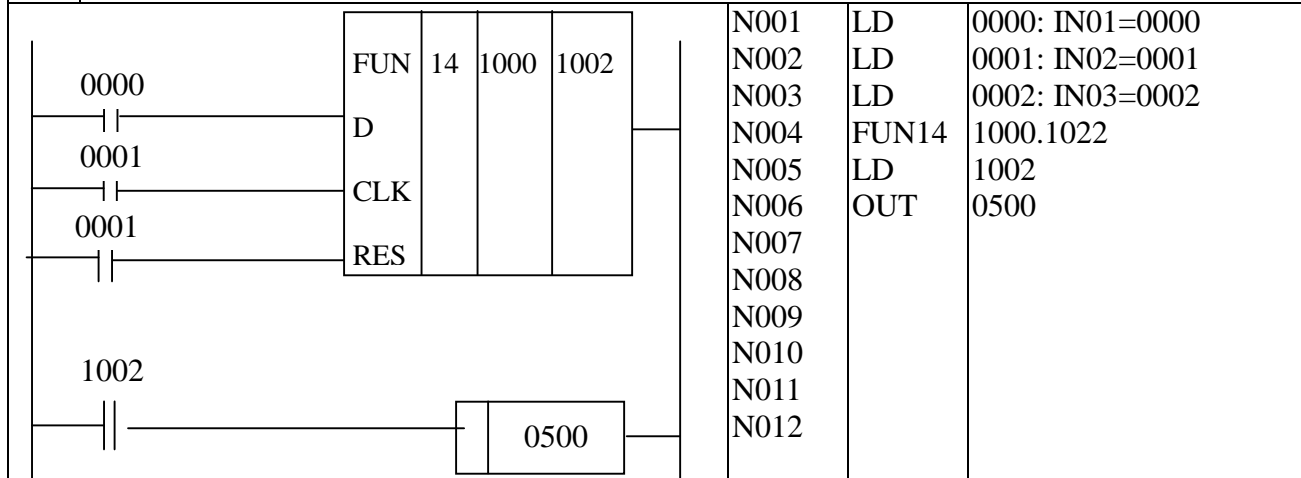 FUN 14 1000 1002
0000
D
0001
CLK
0001
RES
1002
0500
N001 LD 0000: IN01=0000
N002 LD 0001: IN02=0001
N003 LD 0002: IN03=0002
N004 FUN14 1000.1022
N005 LD 1002
N006 OUT 0500
N007
N008
N009
N010
N011
N012